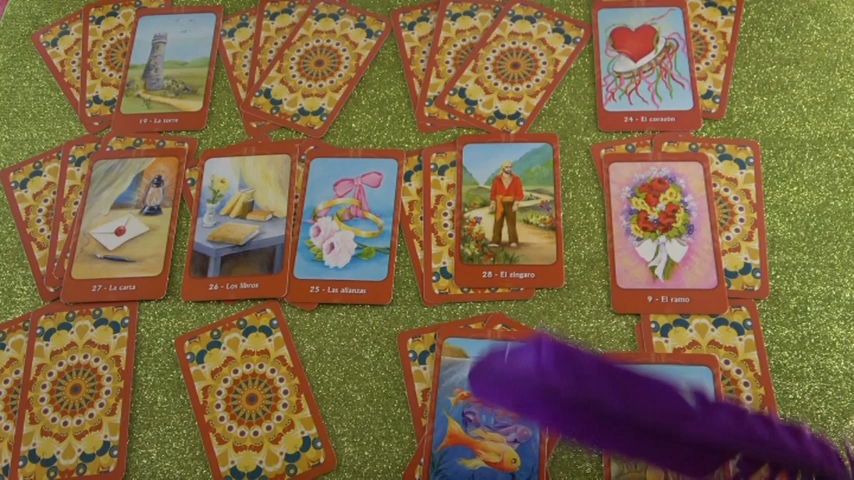 19 - La torre
24 - El corazón
27 - La carta
26 - Los libros
25 - Las alianzas
28 - El zíngaro
9 - El ramo